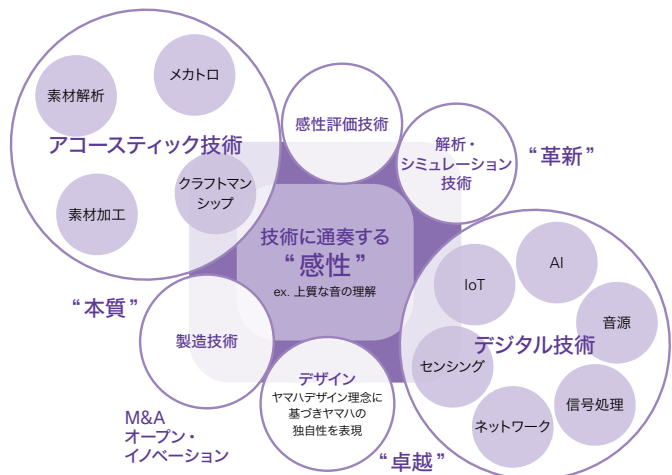 メカトロ
素材解析
アコースティック技術
素材加工
クラフトマン
シップ
感性評価技術
解析・
シミュレーション
技術
“革新”
技術に通奏する
“感性”
ex. 上質な音の理解
“本質”
製造技術
デザイン
ヤマハデザイン理念に
基づきヤマハの
独自性を表現
M&A
オープン・
イノベーション
“卓越”
AI
IoT
音源
デジタル技術
センシング
信号処理
ネットワーク